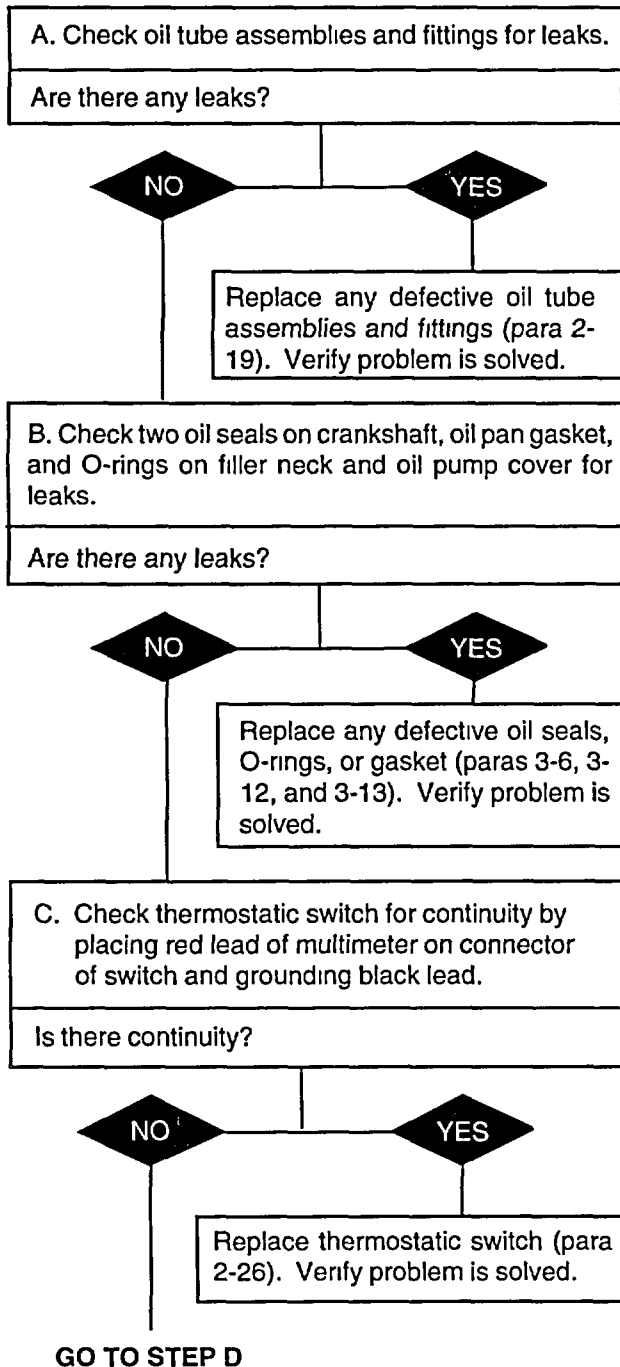 A. Check oil tube assemblies and fittings for leaks.
Are there any leaks?
NO
YES
Replace any defective oil tube
assemblies and fittings (para 2-
19). Verify problem is solved.
B. Check two oil seals on crankshaft, oil pan gasket,
and O-rings on filler neck and oil pump cover for
leaks.
Are there any leaks?
NO
YES
Replace any defective oil seals,
O-rings, or gasket (paras 3-6, 3-
12, and 3-13). Verify problem is
solved.
C. Check thermostatic switch for continuity by
placing red lead of multimeter on connector
of switch and grounding black lead.
Is there continuity?
NO
YES
Replace thermostatic switch (para
2-26). Verify problem is solved.
GO TO STEP D